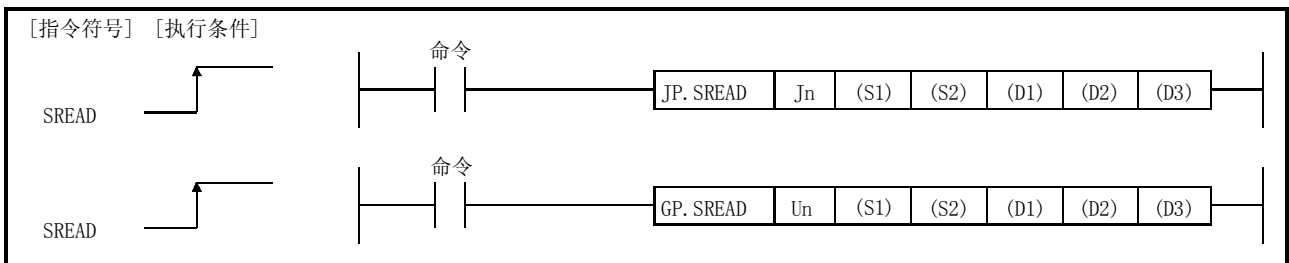 [指令符号] [执行条件]
命令
SREAD
JP.SREAD Jn (S1) (S2) (D1) (D2) (D3)
命令
SREAD
GP.SREAD Un (S1) (S2) (D1) (D2) (D3)